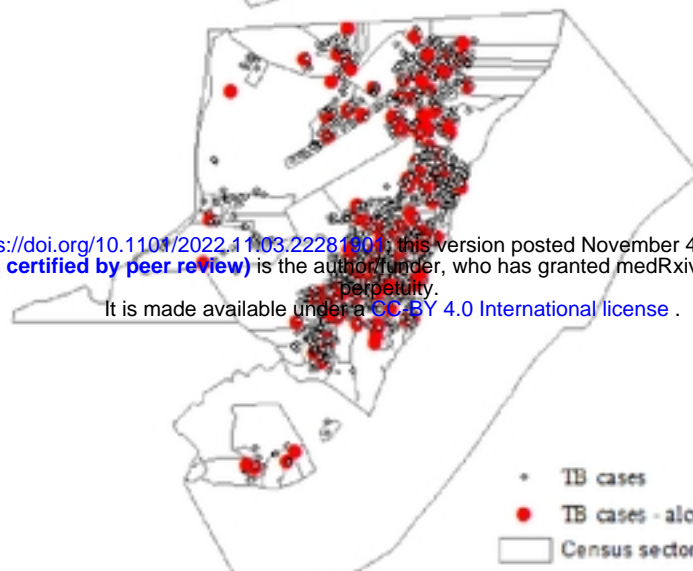 s://doi.org/10.1101/2022.11.03.22281901; this version posted November 4
certified by peer review) is the author/funder, who has granted medRxiv
perpetuity.
It is made available under a CC-BY 4.0 International license .
TB cases
TB cases - alc
Census sector